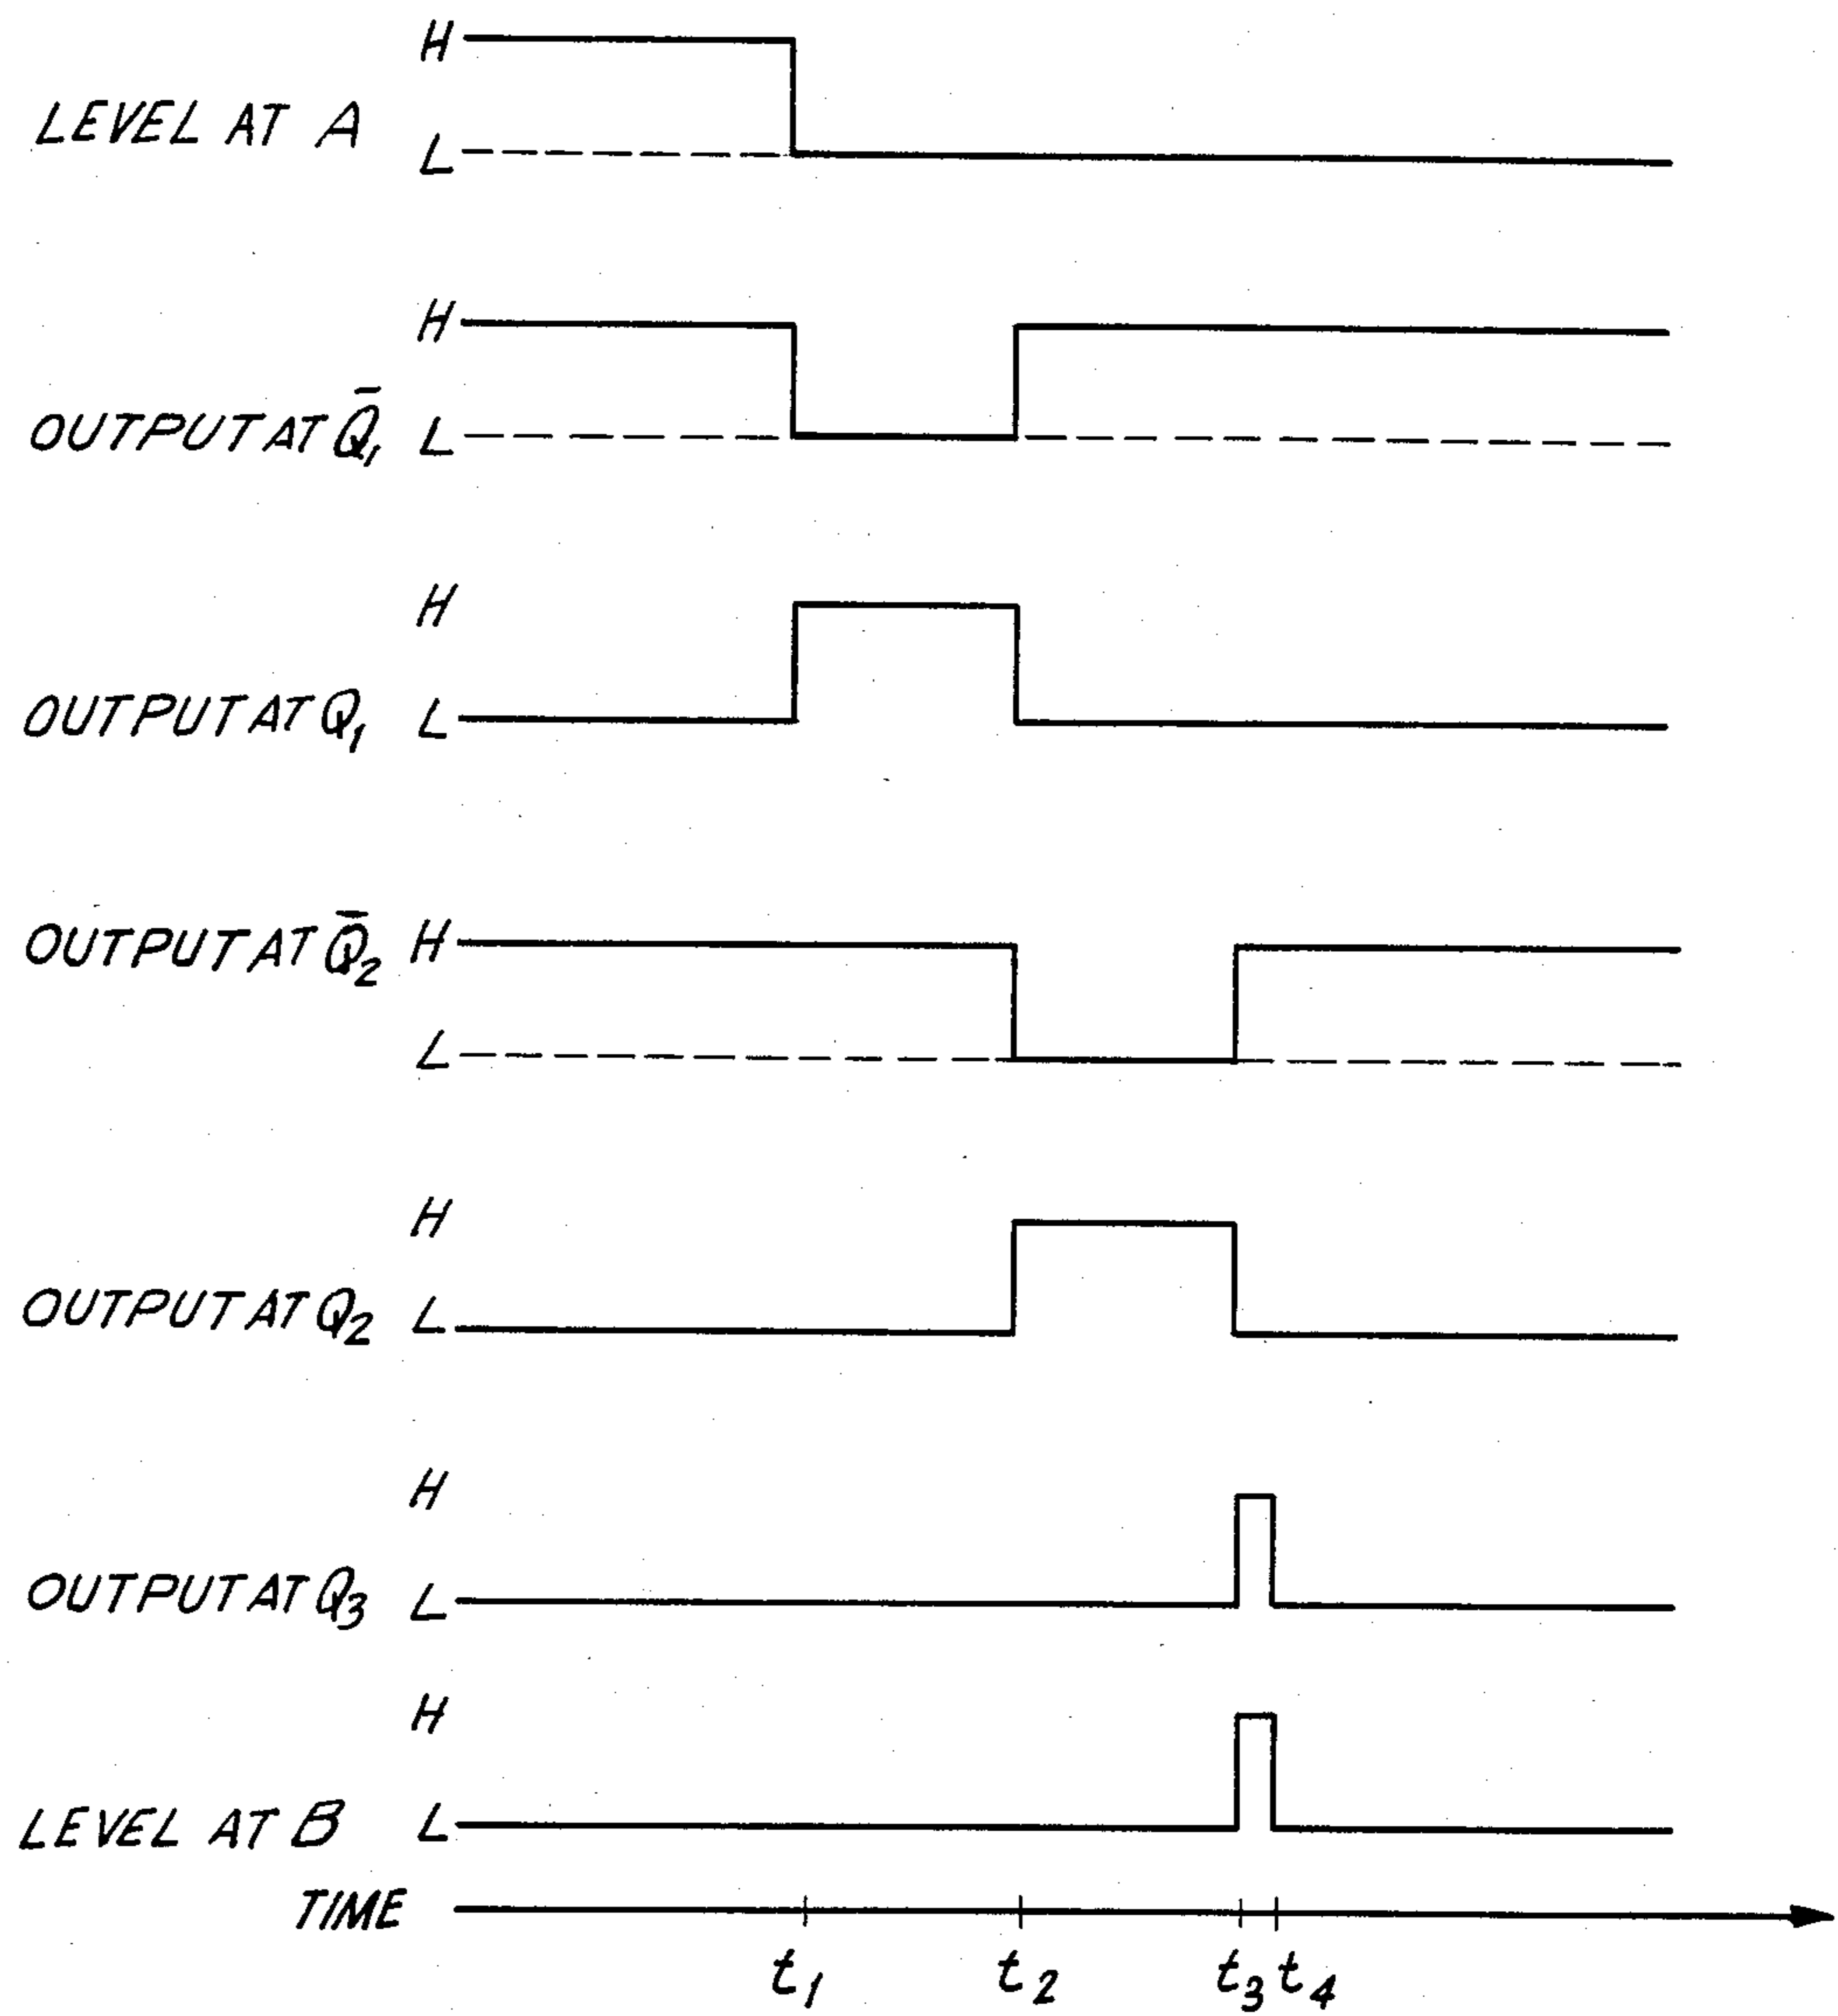 H
LEVEL AT A
L
H
OUTPUT AT Q̄₁ L
H
OUTPUT AT Q₁ L
OUTPUT AT Q̄₂ H
L
H
OUTPUT AT Q₂ L
H
OUTPUT AT Q₃ L
H
LEVEL AT B L
TIME
t₁ t₂ t₃ t₄